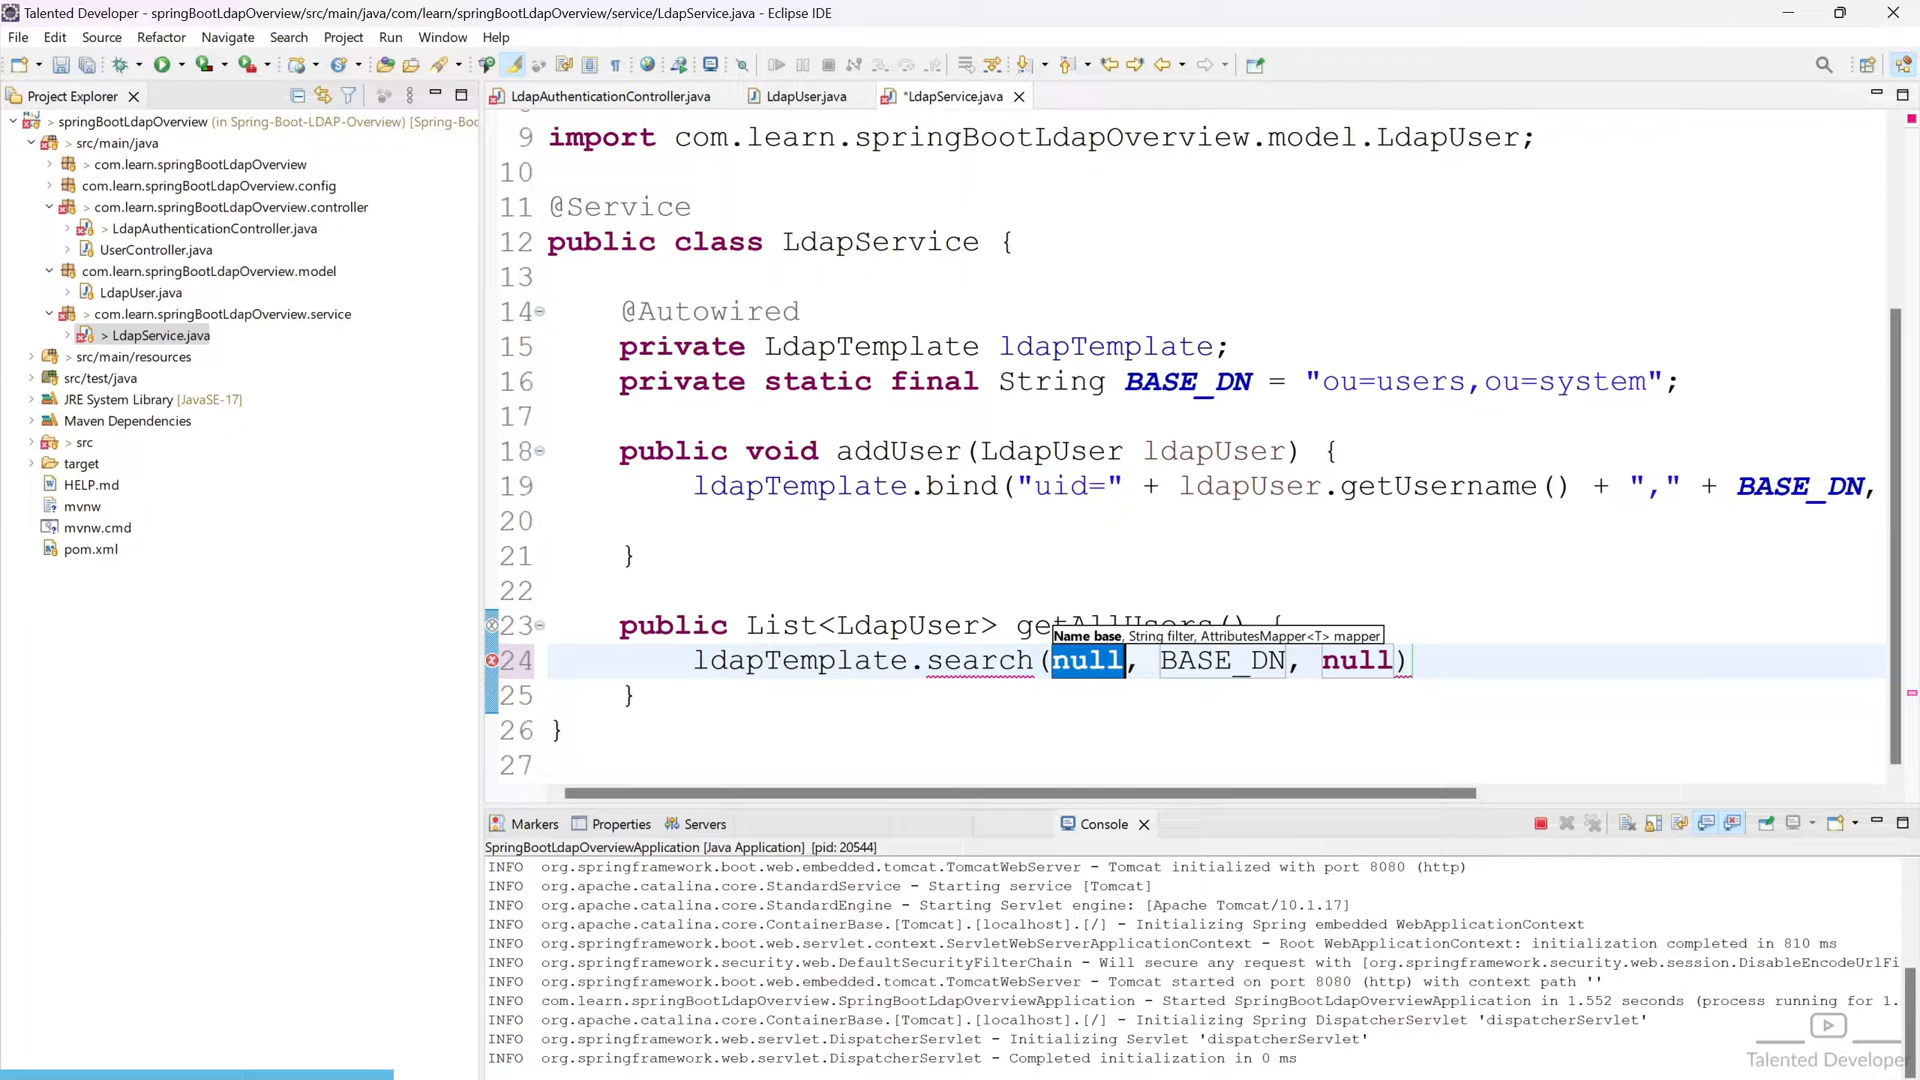 Talented Developer - springBootLdapOverview/src/main/java/com/learn/springBootLdapOverview/service/LdapService.java - Eclipse IDE
File Edit Source Refactor Navigate Search Project Run Window Help
Project Explorer
springBootLdapOverview (in Spring-Boot-LDAP-Overview) [Spring-Boo
src/main/java
> com.learn.springBootLdapOverview
> com.learn.springBootLdapOverview.config
> com.learn.springBootLdapOverview.controller
> LdapAuthenticationController.java
UserController.java
com.learn.springBootLdapOverview.model
LdapUser.java
> com.learn.springBootLdapOverview.service
> LdapService.java
> src/main/resources
src/test/java
JRE System Library [JavaSE-17]
Maven Dependencies
> src
target
HELP.md
mvnw
mvnw.cmd
pom.xml
LdapAuthenticationController.java LdapUser.java *LdapService.java
9 import com.learn.springBootLdapOverview.model.LdapUser;
10
11 @Service
12 public class LdapService {
13
14 @Autowired
15 private LdapTemplate ldapTemplate;
16 private static final String BASE_DN = "ou=users,ou=system";
17
18 public void addUser(LdapUser ldapUser) {
19 ldapTemplate.bind("uid=" + ldapUser.getUsername() + "," + BASE_DN,
20
21 }
22
23 public List<LdapUser> getAllUsers() {
Name base, String filter, AttributesMapper<T> mapper
24 ldapTemplate.search(null, BASE_DN, null)
25 }
26 }
27
Markers Properties Servers Console
SpringBootLdapOverviewApplication [Java Application] [pid: 20544]
INFO org.springframework.boot.web.embedded.tomcat.TomcatWebServer - Tomcat initialized with port 8080 (http)
INFO org.apache.catalina.core.StandardService - Starting service [Tomcat]
INFO org.apache.catalina.core.StandardEngine - Starting Servlet engine: [Apache Tomcat/10.1.17]
INFO org.apache.catalina.core.ContainerBase.[Tomcat].[localhost].[/] - Initializing Spring embedded WebApplicationContext
INFO org.springframework.boot.web.servlet.context.ServletWebServerApplicationContext - Root WebApplicationContext: initialization completed in 810 ms
INFO org.springframework.security.web.DefaultSecurityFilterChain - Will secure any request with [org.springframework.security.web.session.DisableEncodeUrlFi
INFO org.springframework.boot.web.embedded.tomcat.TomcatWebServer - Tomcat started on port 8080 (http) with context path ''
INFO com.learn.springBootLdapOverview.SpringBootLdapOverviewApplication - Started SpringBootLdapOverviewApplication in 1.552 seconds (process running for 1.
INFO org.apache.catalina.core.ContainerBase.[Tomcat].[localhost].[/] - Initializing Spring DispatcherServlet 'dispatcherServlet'
INFO org.springframework.web.servlet.DispatcherServlet - Initializing Servlet 'dispatcherServlet'
INFO org.springframework.web.servlet.DispatcherServlet - Completed initialization in 0 ms
Talented Developer